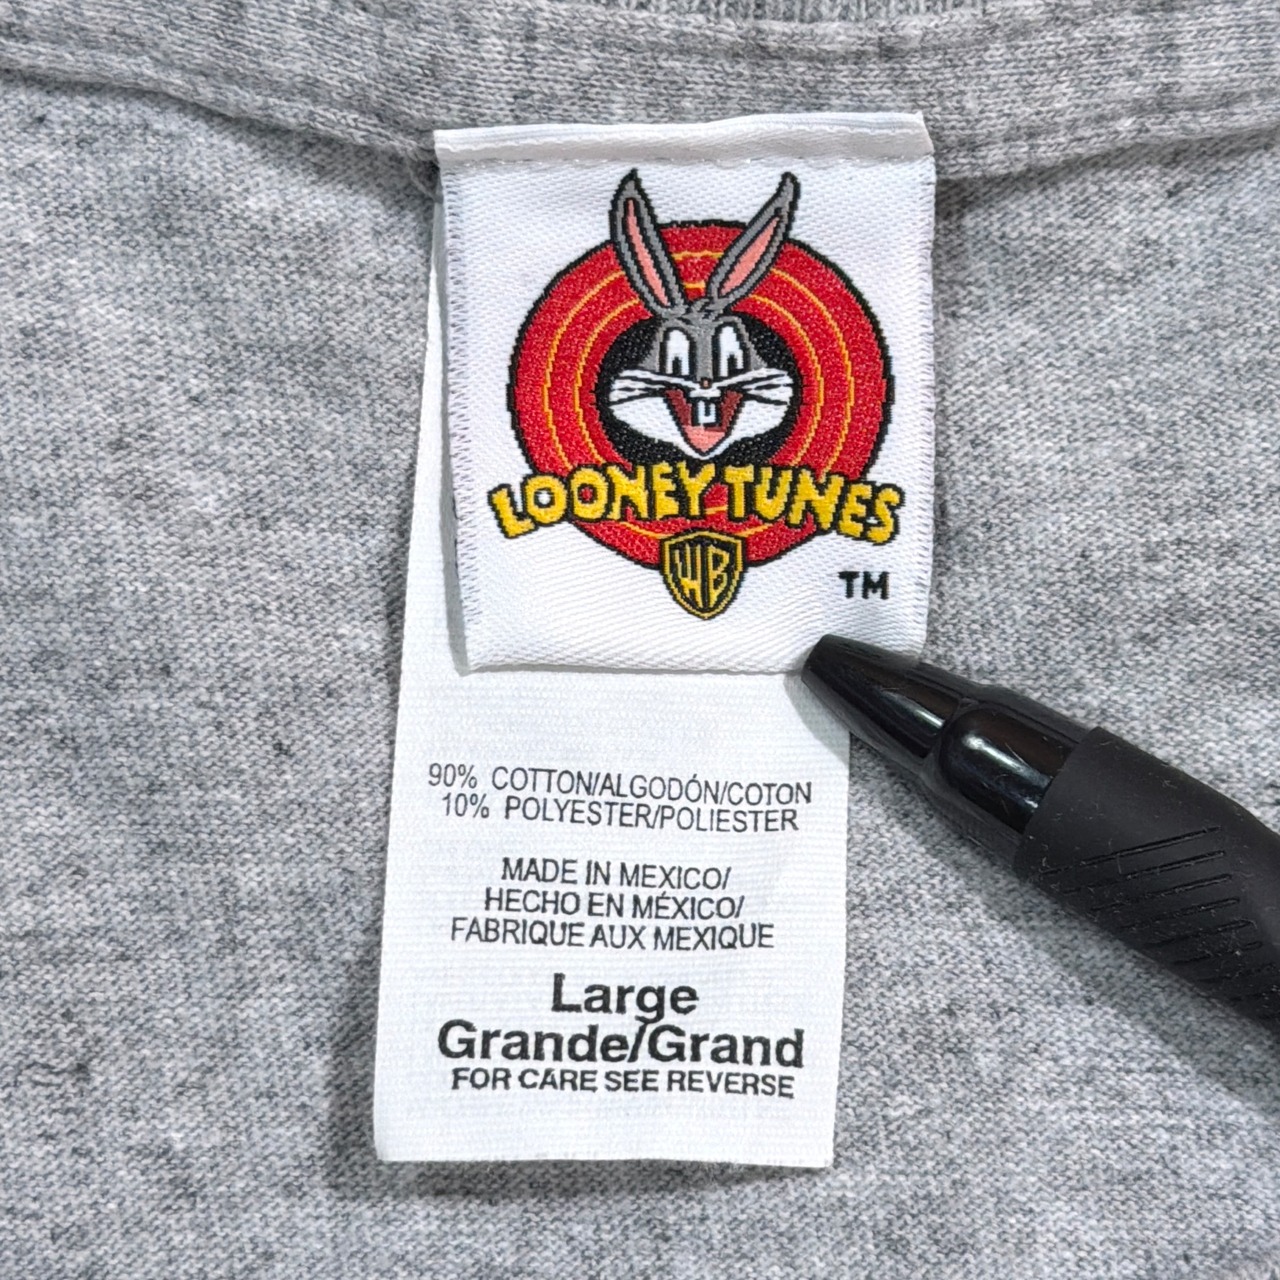 LOONEY TUNES
WB
TM
90% COTTON/ALGODÓN/COTON
10% POLYESTER/POLIESTER
MADE IN MEXICO/
HECHO EN MÉXICO/
FABRIQUE AUX MEXIQUE
Large
Grande/Grand
FOR CARE SEE REVERSE